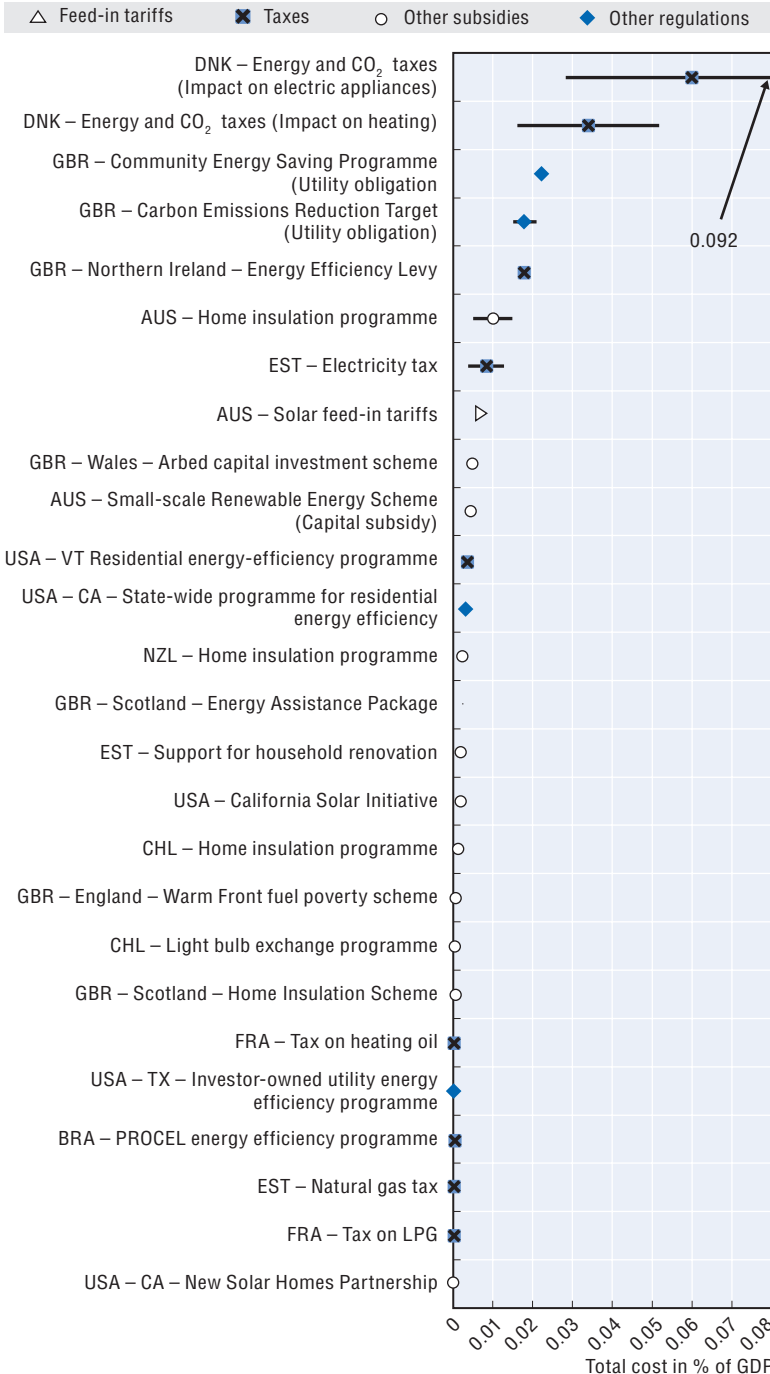 Feed-in tariffs Taxes Other subsidies Other regulations
DNK – Energy and CO2 taxes
(Impact on electric appliances)
DNK – Energy and CO2 taxes (Impact on heating)
GBR – Community Energy Saving Programme
(Utility obligation
GBR – Carbon Emissions Reduction Target
(Utility obligation)
0.092
GBR – Northern Ireland – Energy Efficiency Levy
AUS – Home insulation programme
EST – Electricity tax
AUS – Solar feed-in tariffs
GBR – Wales – Arbed capital investment scheme
AUS – Small-scale Renewable Energy Scheme
(Capital subsidy)
USA – VT Residential energy-efficiency programme
USA – CA – State-wide programme for residential
energy efficiency
NZL – Home insulation programme
GBR – Scotland – Energy Assistance Package
EST – Support for household renovation
USA – California Solar Initiative
CHL – Home insulation programme
GBR – England – Warm Front fuel poverty scheme
CHL – Light bulb exchange programme
GBR – Scotland – Home Insulation Scheme
FRA – Tax on heating oil
USA – TX – Investor-owned utility energy
efficiency programme
BRA – PROCEL energy efficiency programme
EST – Natural gas tax
FRA – Tax on LPG
USA – CA – New Solar Homes Partnership
0 0.01 0.02 0.03 0.04 0.05 0.06 0.07 0.08
Total cost in % of GDP